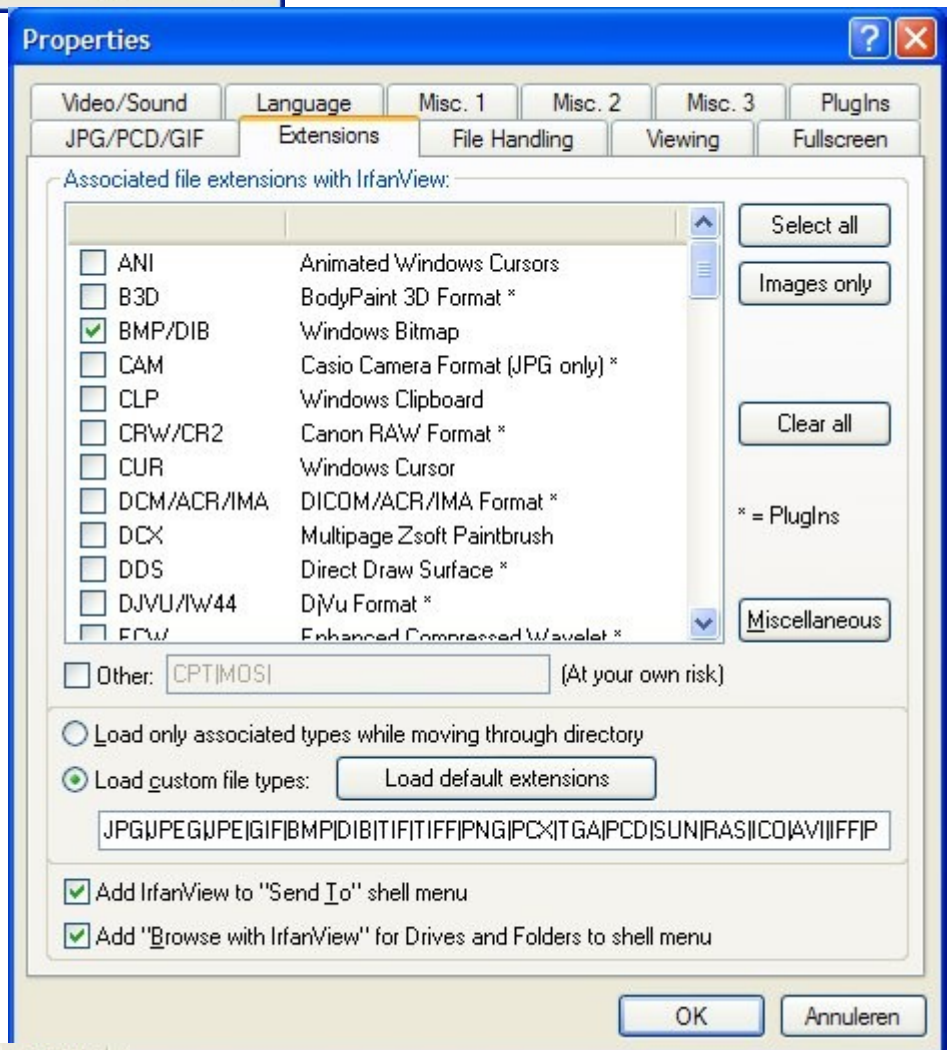 Properties
Video/Sound Language Misc. 1 Misc. 2 Misc. 3 PlugIns
JPG/PCD/GIF Extensions File Handling Viewing Fullscreen
Associated file extensions with IrfanView:
Select all
ANI Animated Windows Cursors
B3D BodyPaint 3D Format *
Images only
BMP/DIB Windows Bitmap
CAM Casio Camera Format (JPG only) *
CLP Windows Clipboard
CRW/CR2 Canon RAW Format *
Clear all
CUR Windows Cursor
DCM/ACR/IMA DICOM/ACR/IMA Format *
* = PlugIns
DCX Multipage Zsoft Paintbrush
DDS Direct Draw Surface *
DJVU/IW44 DjVu Format *
Miscellaneous
ECW Enhanced Compressed Wavelet *
Other: CPT|MOS| (At your own risk)
Load only associated types while moving through directory
Load custom file types: Load default extensions
JPG|JPEG|JPE|GIF|BMP|DIB|TIF|TIFF|PNG|PCX|TGA|PCD|SUN|RAS|ICO|AVI|IFF|P
Add IrfanView to "Send To" shell menu
Add "Browse with IrfanView" for Drives and Folders to shell menu
OK Annuleren